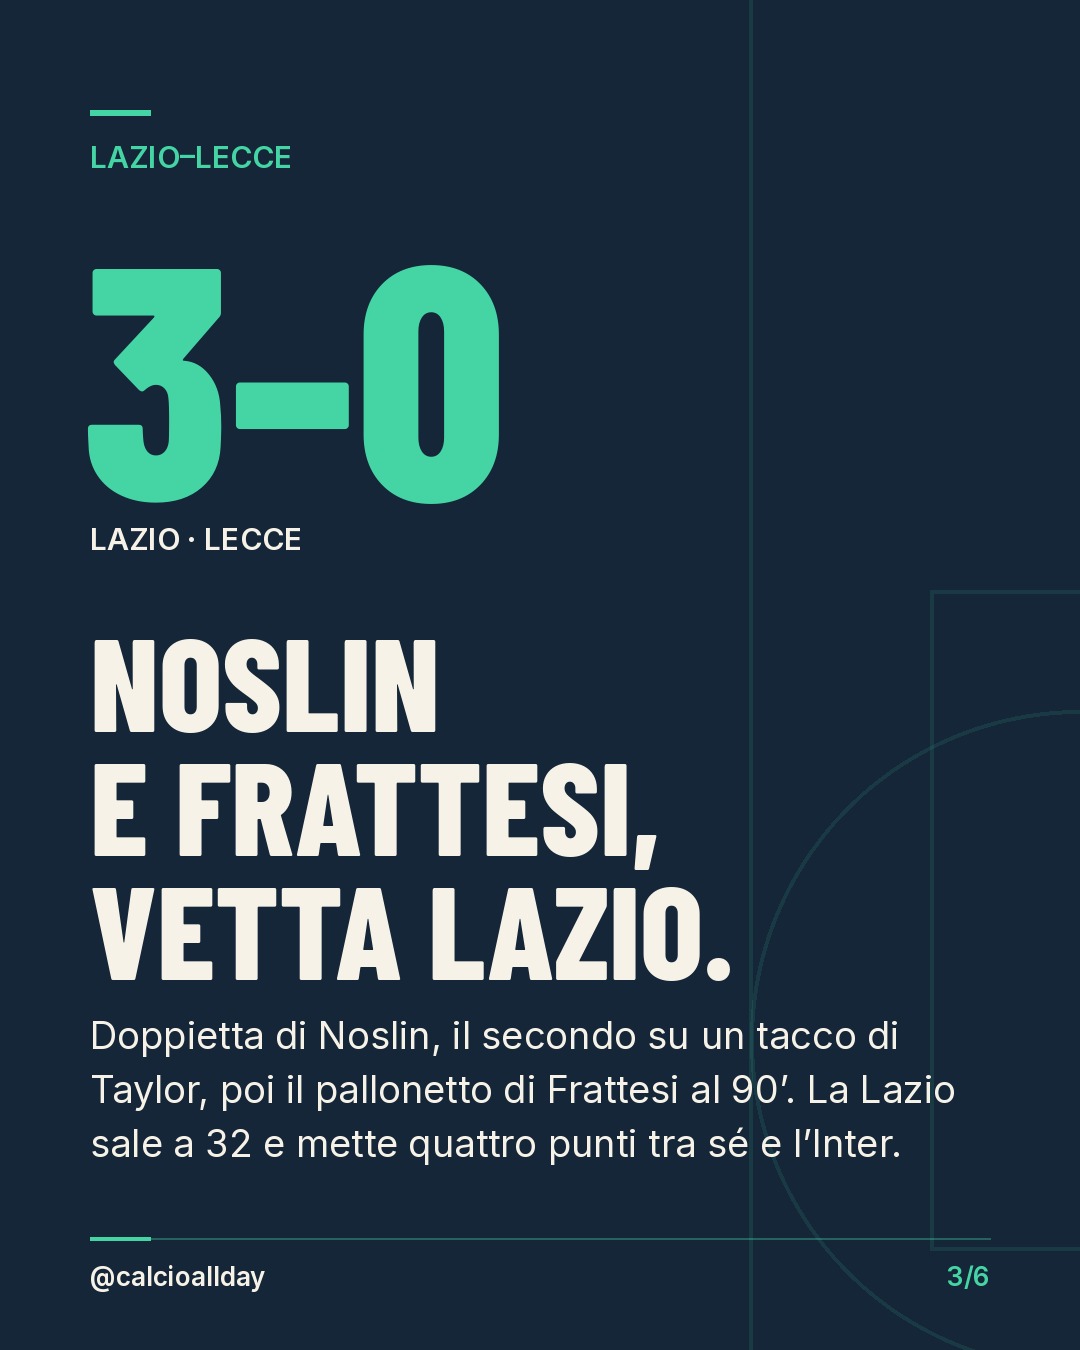 LAZIO–LECCE
3–0
LAZIO · LECCE
NOSLIN
E FRATTESI,
VETTA LAZIO.
Doppietta di Noslin, il secondo su un tacco di
Taylor, poi il pallonetto di Frattesi al 90’. La Lazio
sale a 32 e mette quattro punti tra sé e l’Inter.
@calcioallday
3/6